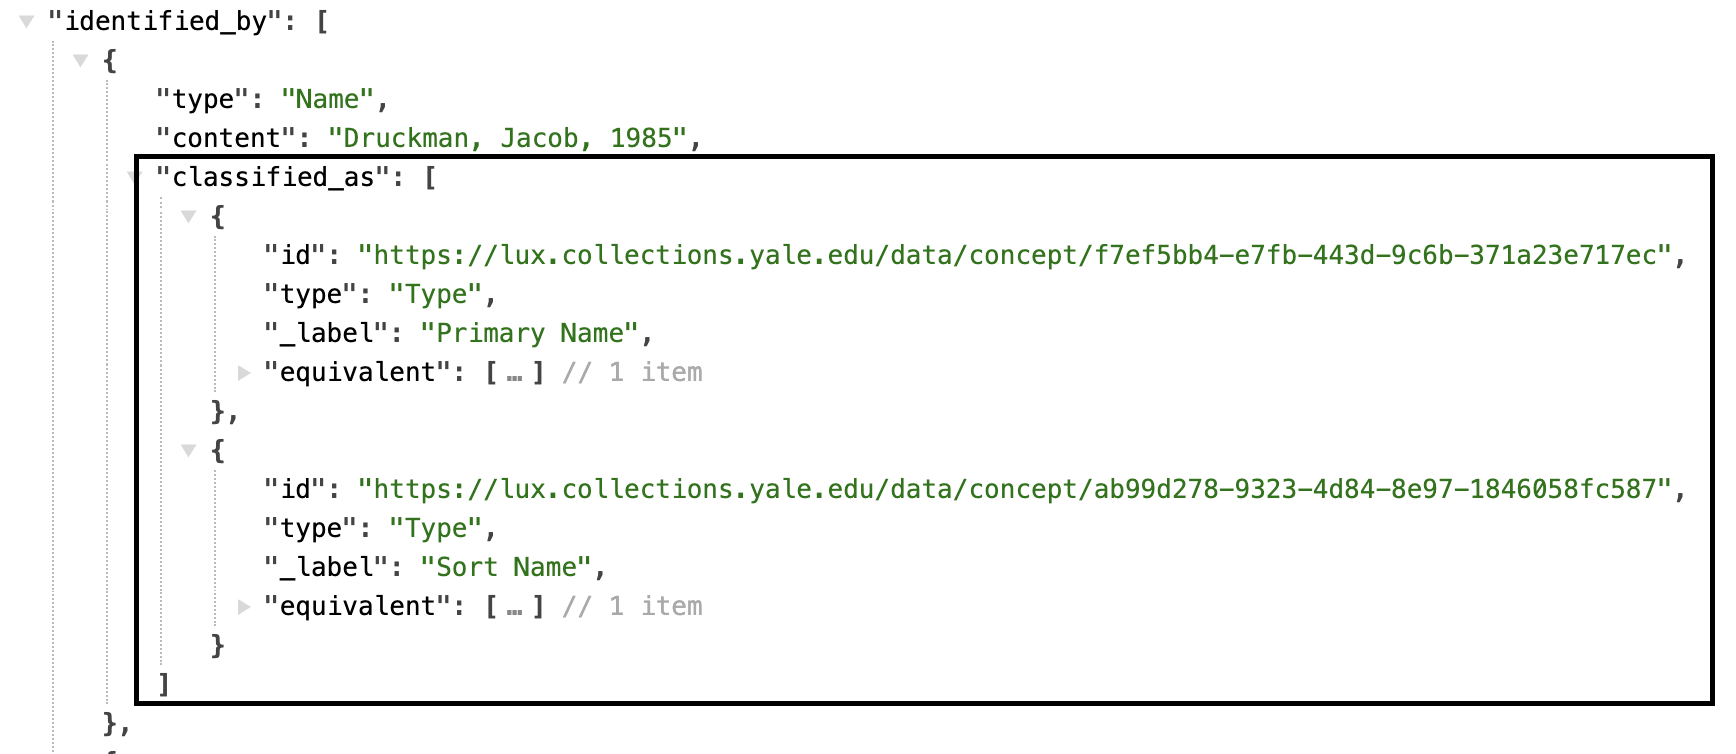 "identified_by": [
{
"type": "Name",
"content": "Druckman, Jacob, 1985",
"classified_as": [
{
"id": "https://lux.collections.yale.edu/data/concept/f7ef5bb4-e7fb-443d-9c6b-371a23e717ec",
"type": "Type",
"_label": "Primary Name",
"equivalent": [ … ] // 1 item
},
{
"id": "https://lux.collections.yale.edu/data/concept/ab99d278-9323-4d84-8e97-1846058fc587",
"type": "Type",
"_label": "Sort Name",
"equivalent": [ … ] // 1 item
}
]
},